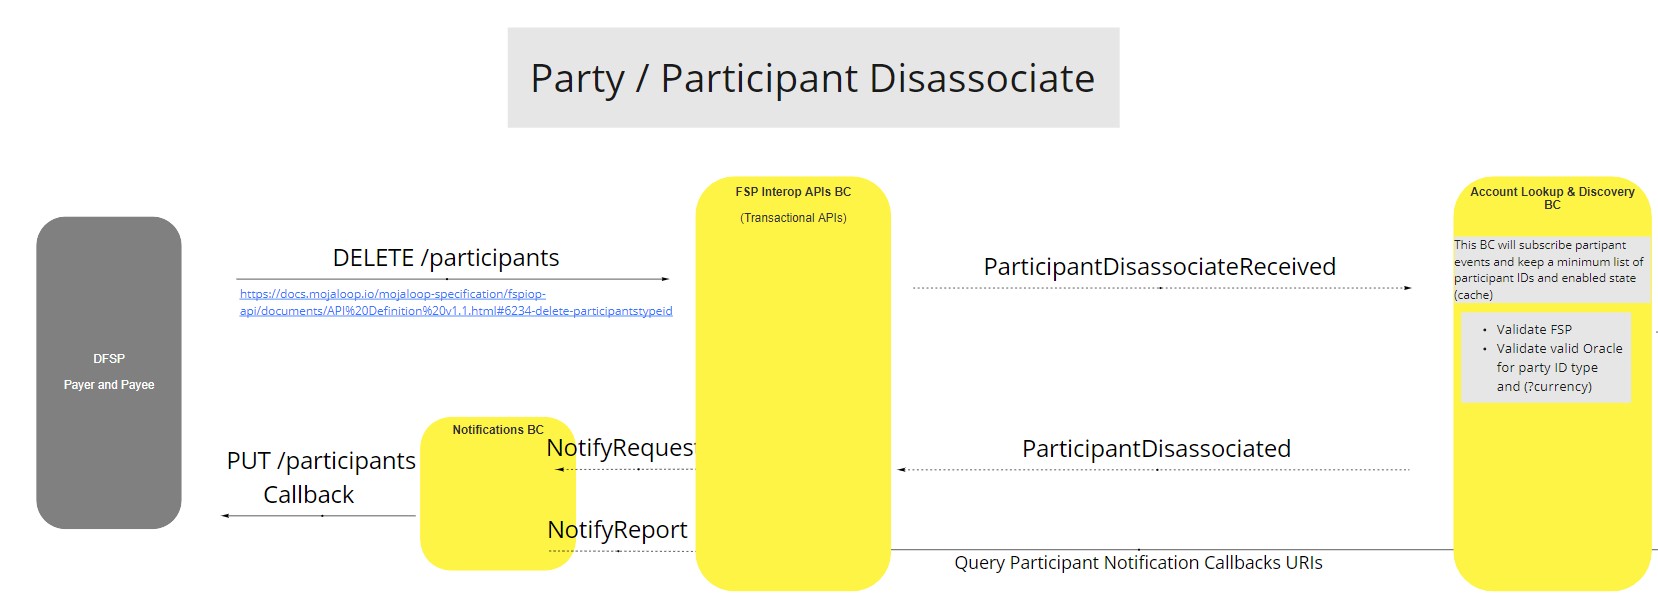 Party / Participant Disassociate
FSP Interop APIs BC
(Transactional APIs)
Account Lookup & Discovery
BC
This BC will subscribe partipant
events and keep a minimum list of
participant IDs and enabled state
(cache)
• Validate FSP
• Validate valid Oracle
for party ID type
and (?currency)
DELETE /participants
https://docs.mojaloop.io/mojaloop-specification/fspiop-
api/documents/API%20Definition%20v1.1.html#6234-delete-participantstypeid
ParticipantDisassociateReceived
DFSP
Payer and Payee
Notifications BC
NotifyReques
ParticipantDisassociated
PUT /participants
Callback
NotifyReport
Query Participant Notification Callbacks URIs